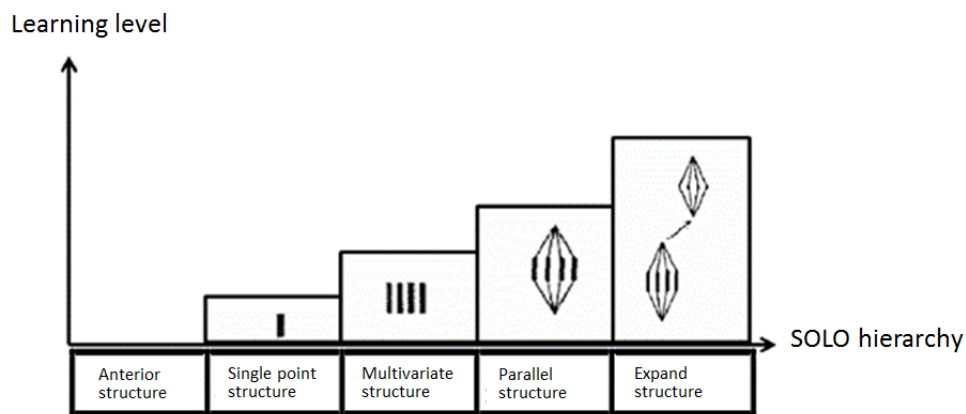 Learning level
SOLO hierarchy
Anterior
structure
Single point
structure
Multivariate
structure
Parallel
structure
Expand
structure